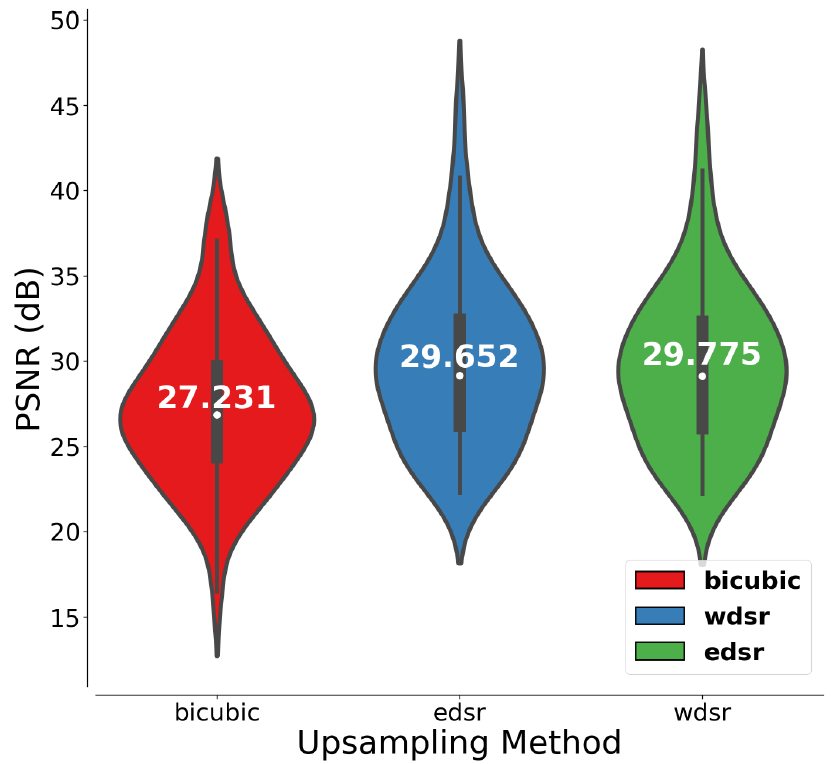 50
45
40
35
30
25
20
15
PSNR (dB)
27.231
29.652
29.775
bicubic
wdsr
edsr
bicubic
edsr
wdsr
Upsampling Method